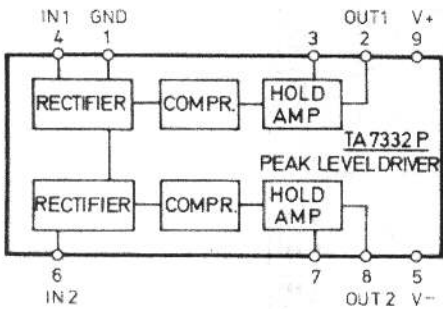 IN1 GND OUT1 V+
4 1 3 2 9
RECTIFIER COMPR. HOLD AMP
TA7332P
PEAK LEVEL DRIVER
RECTIFIER COMPR. HOLD AMP
6 7 8 5
IN2 OUT2 V-